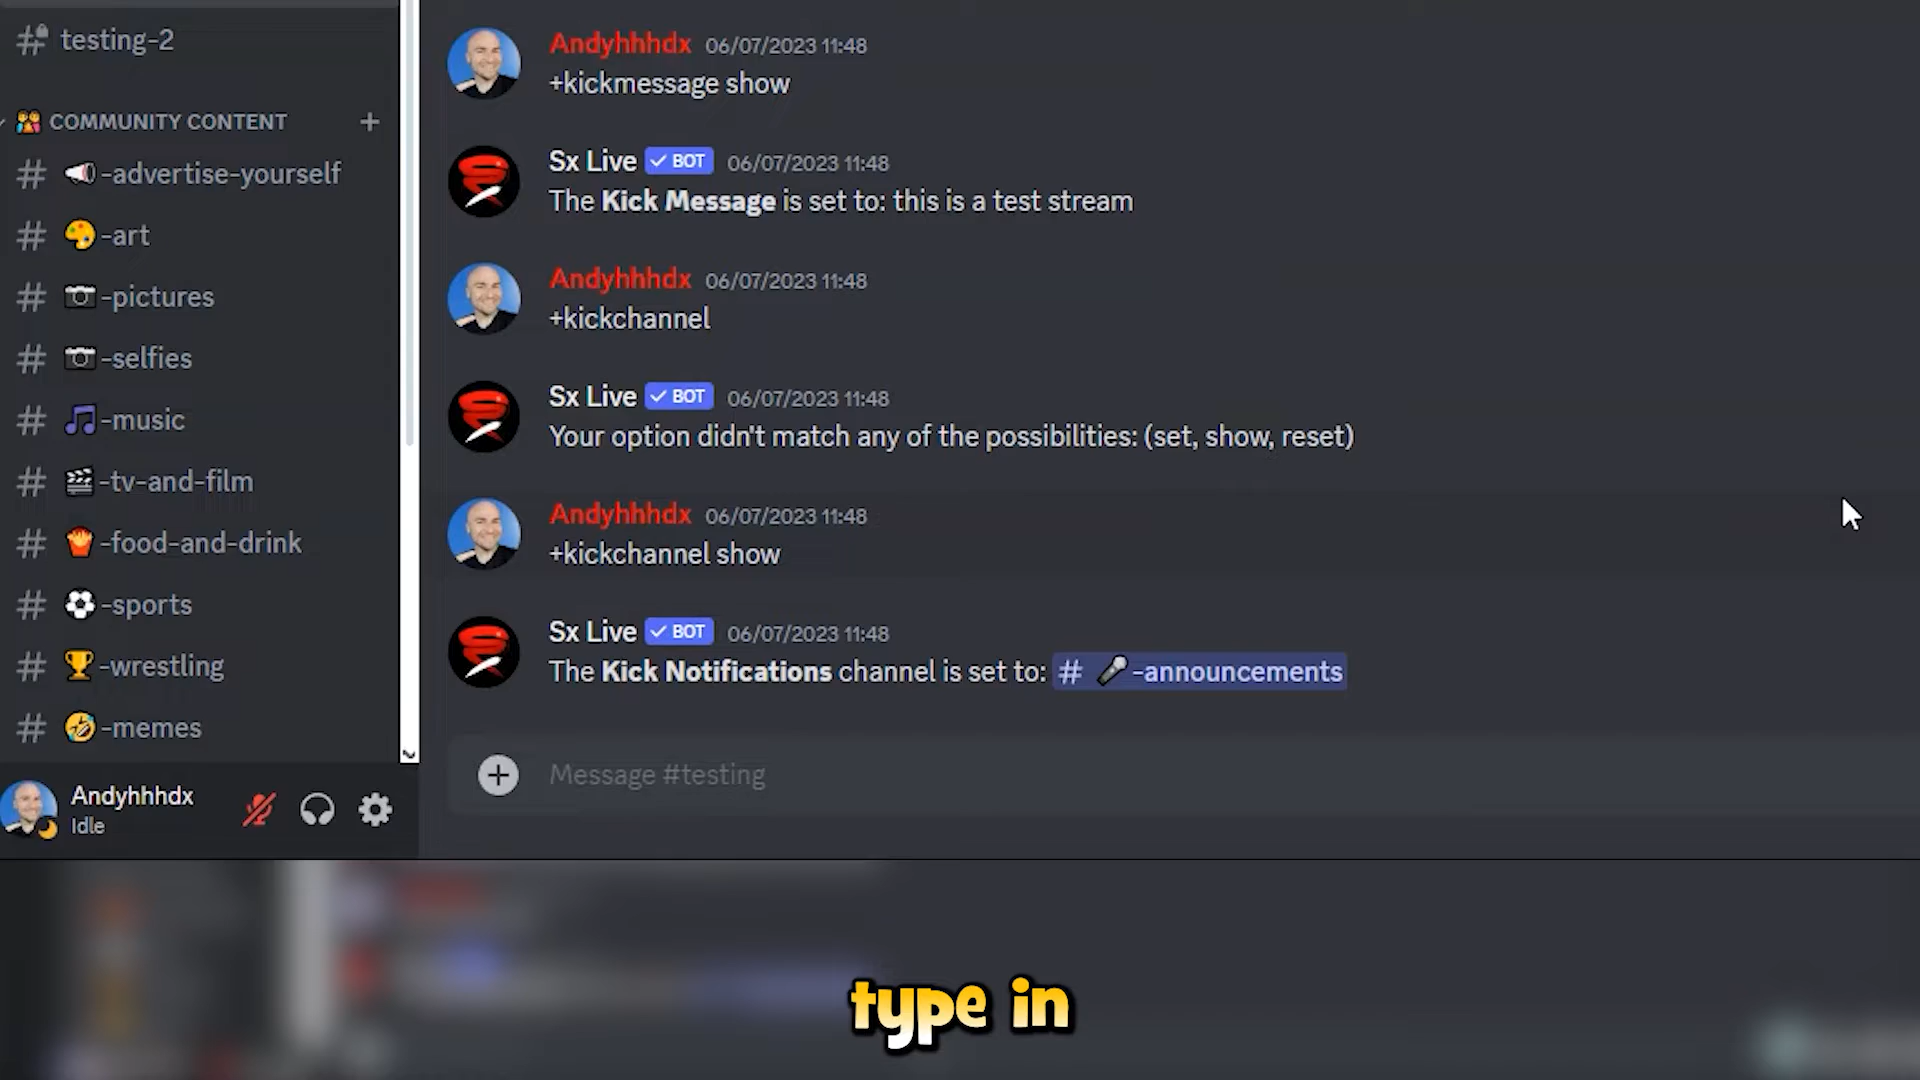 testing-2
COMMUNITY CONTENT
-advertise-yourself
-art
-pictures
-selfies
-music
-tv-and-film
-food-and-drink
-sports
-wrestling
-memes
Andyhhhdx
Idle
Andyhhhdx 06/07/2023 11:48
+kickmessage show
Sx Live BOT 06/07/2023 11:48
The Kick Message is set to: this is a test stream
Andyhhhdx 06/07/2023 11:48
+kickchannel
Sx Live BOT 06/07/2023 11:48
Your option didn't match any of the possibilities: (set, show, reset)
Andyhhhdx 06/07/2023 11:48
+kickchannel show
Sx Live BOT 06/07/2023 11:48
The Kick Notifications channel is set to: # -announcements
Message #testing
type in